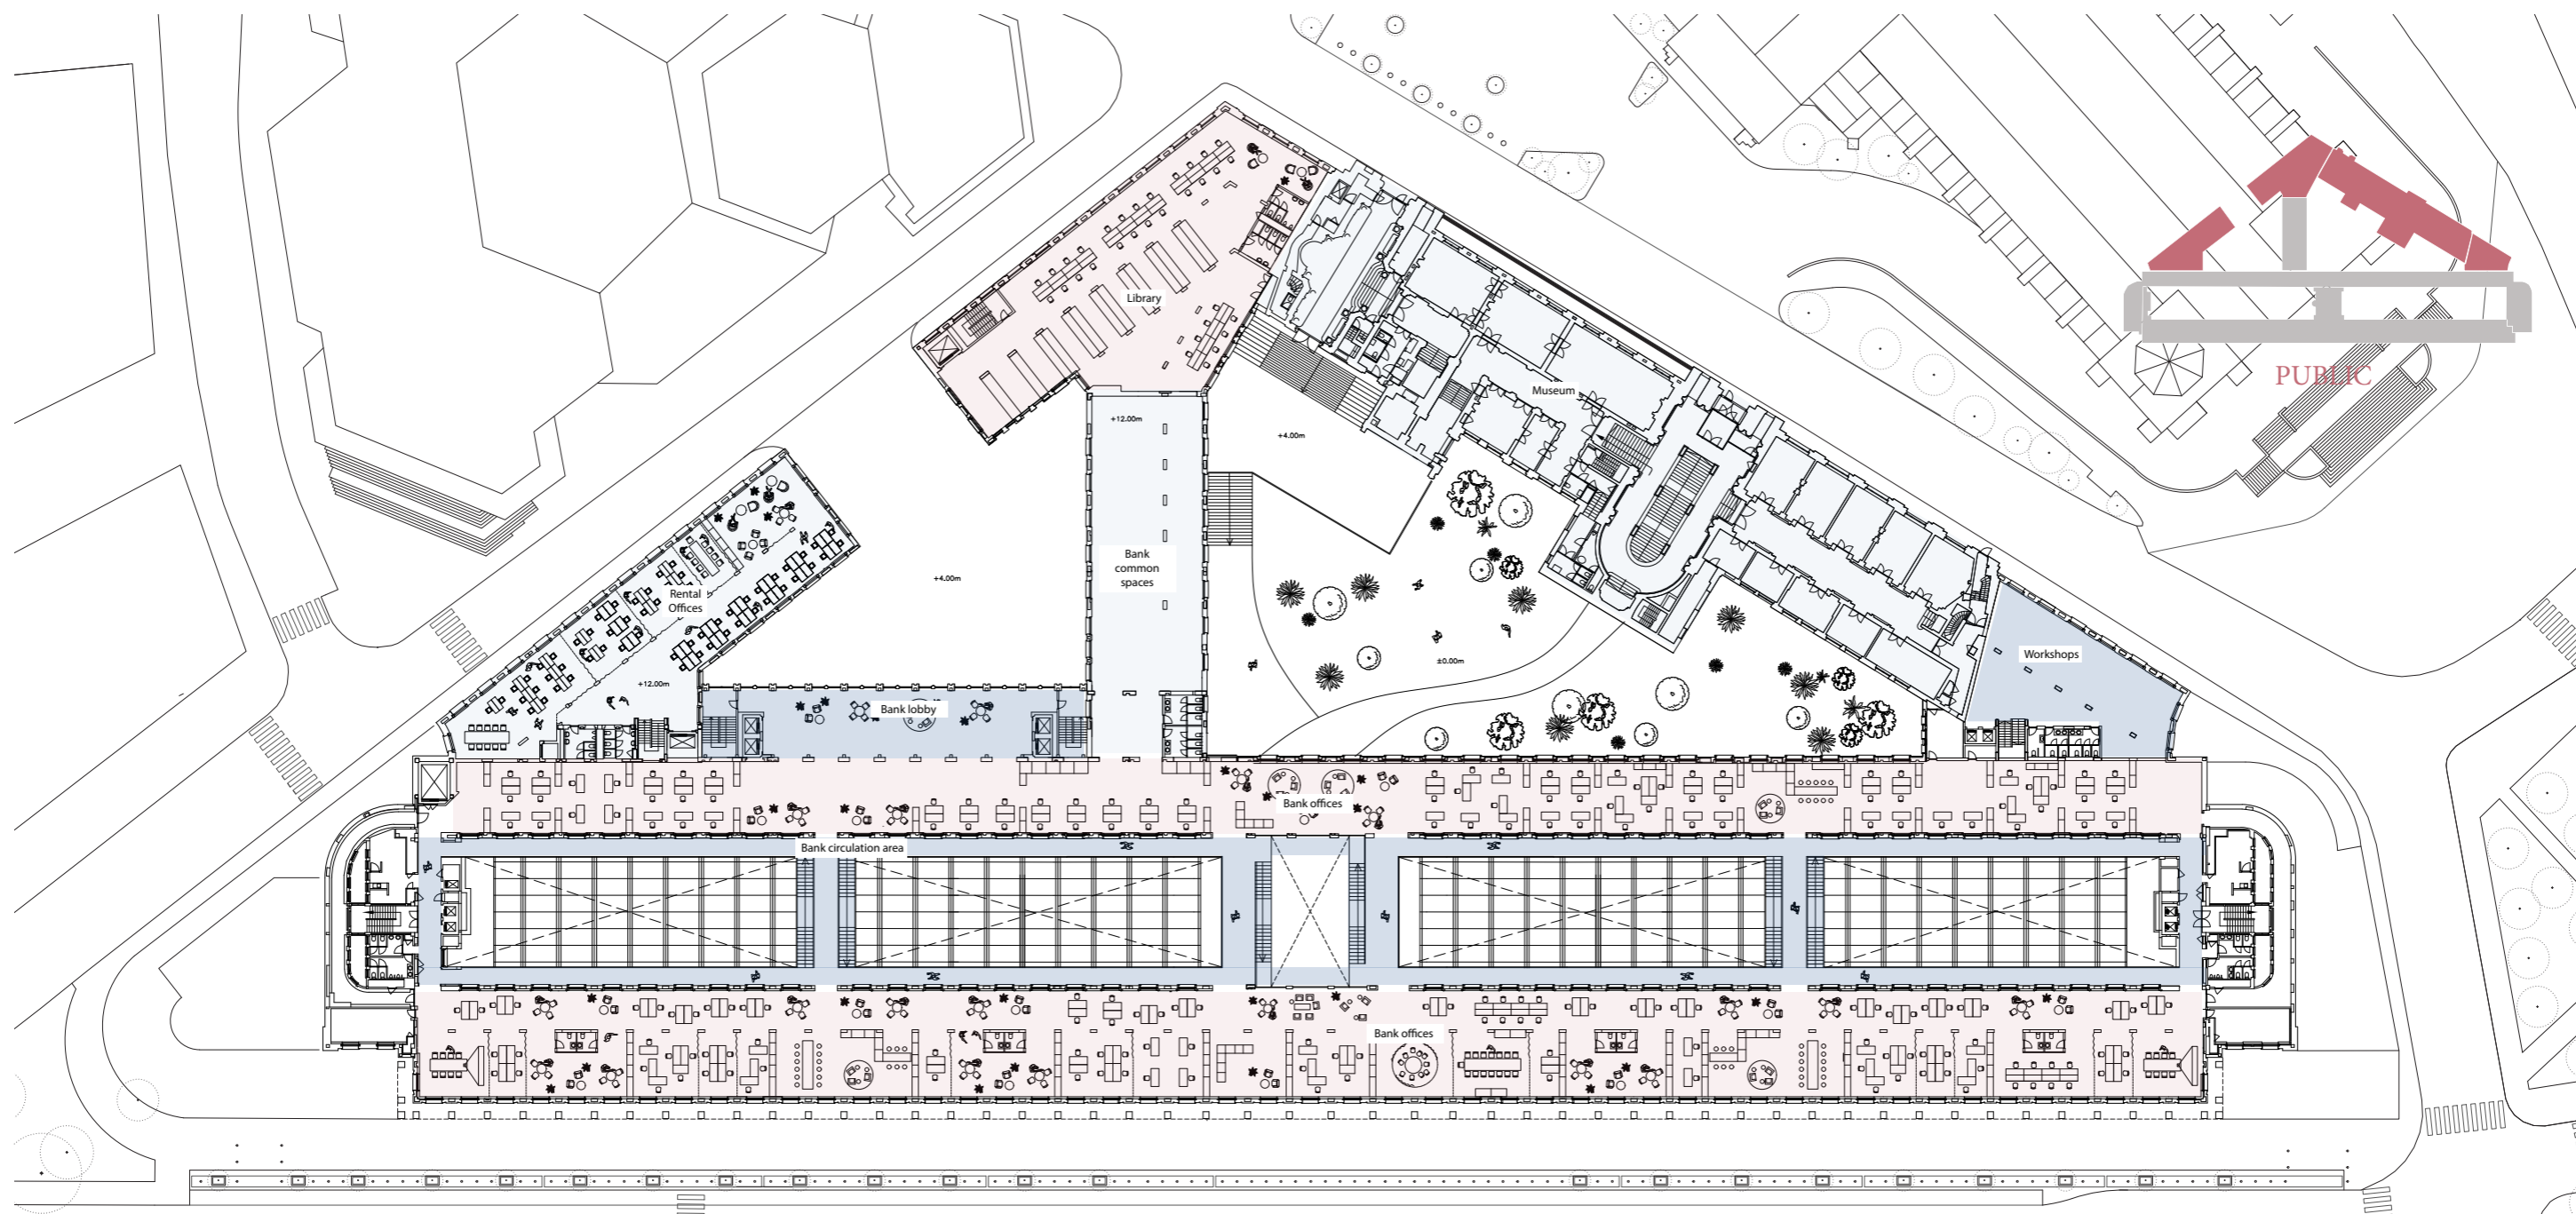 Library
PUBLIC
Museum
+12.00m
+4.00m
Bank
common
spaces
+4.00m
Rental
Offices
Workshops
±0.00m
+12.00m
Bank lobby
Bank offices
Bank circulation area
Bank offices